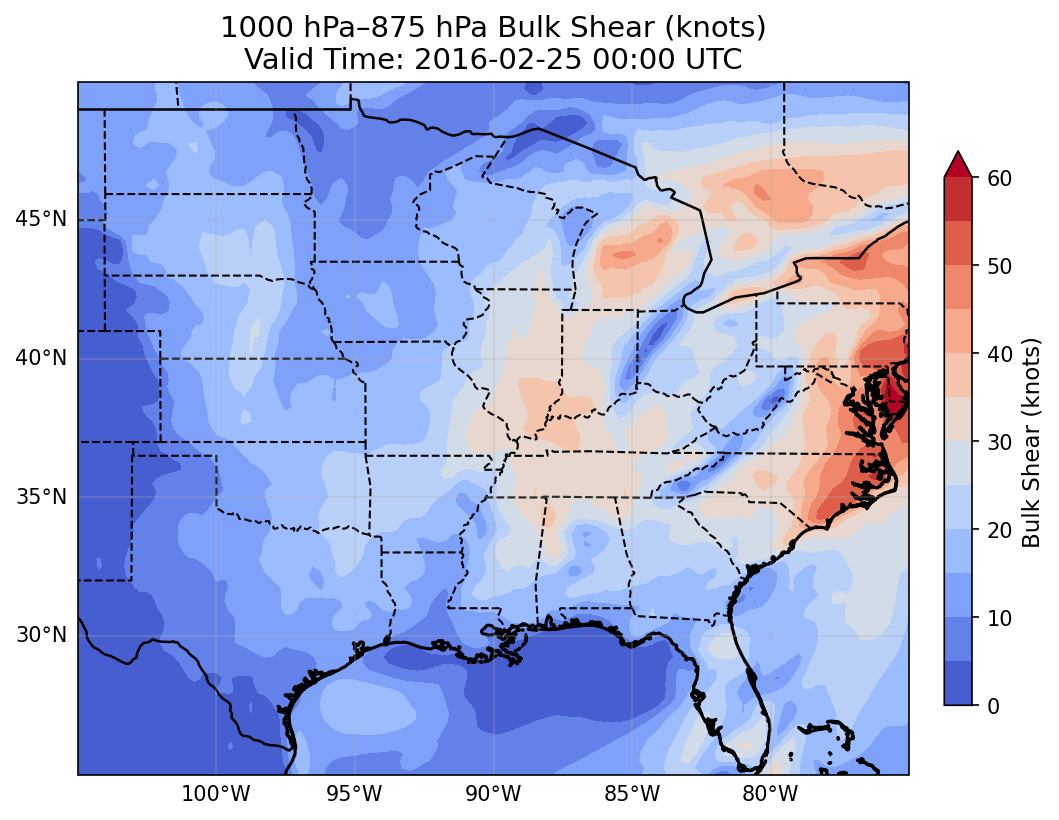 1000 hPa–875 hPa Bulk Shear (knots)
Valid Time: 2016-02-25 00:00 UTC
45°N
40°N
35°N
30°N
100°W
95°W
90°W
85°W
80°W
60
50
40
30
20
10
0
Bulk Shear (knots)